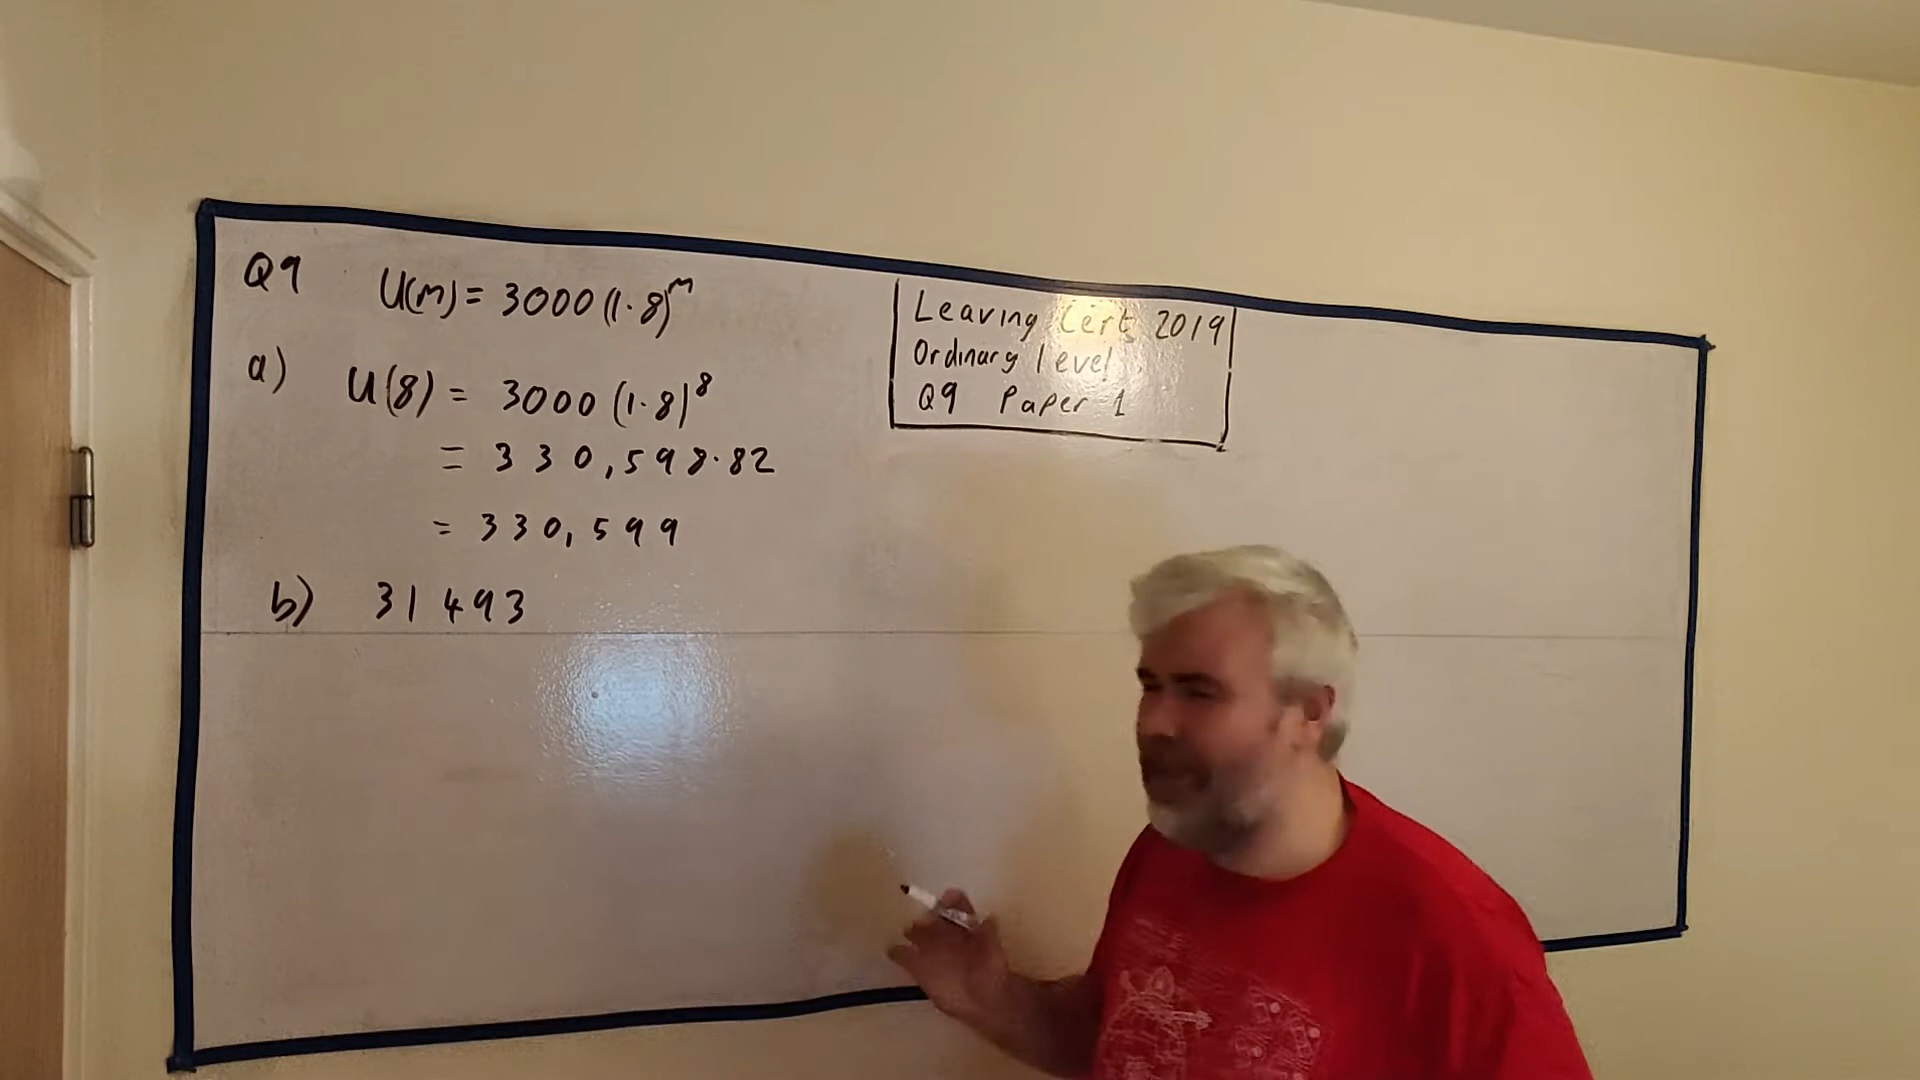 Q9 U(m) = 3000 (1.8)^m
a) U(8) = 3000 (1.8)^8
= 330,598.82
= 330,599
b) 31493
Leaving Cert 2019
Ordinary level
Q9 Paper 1